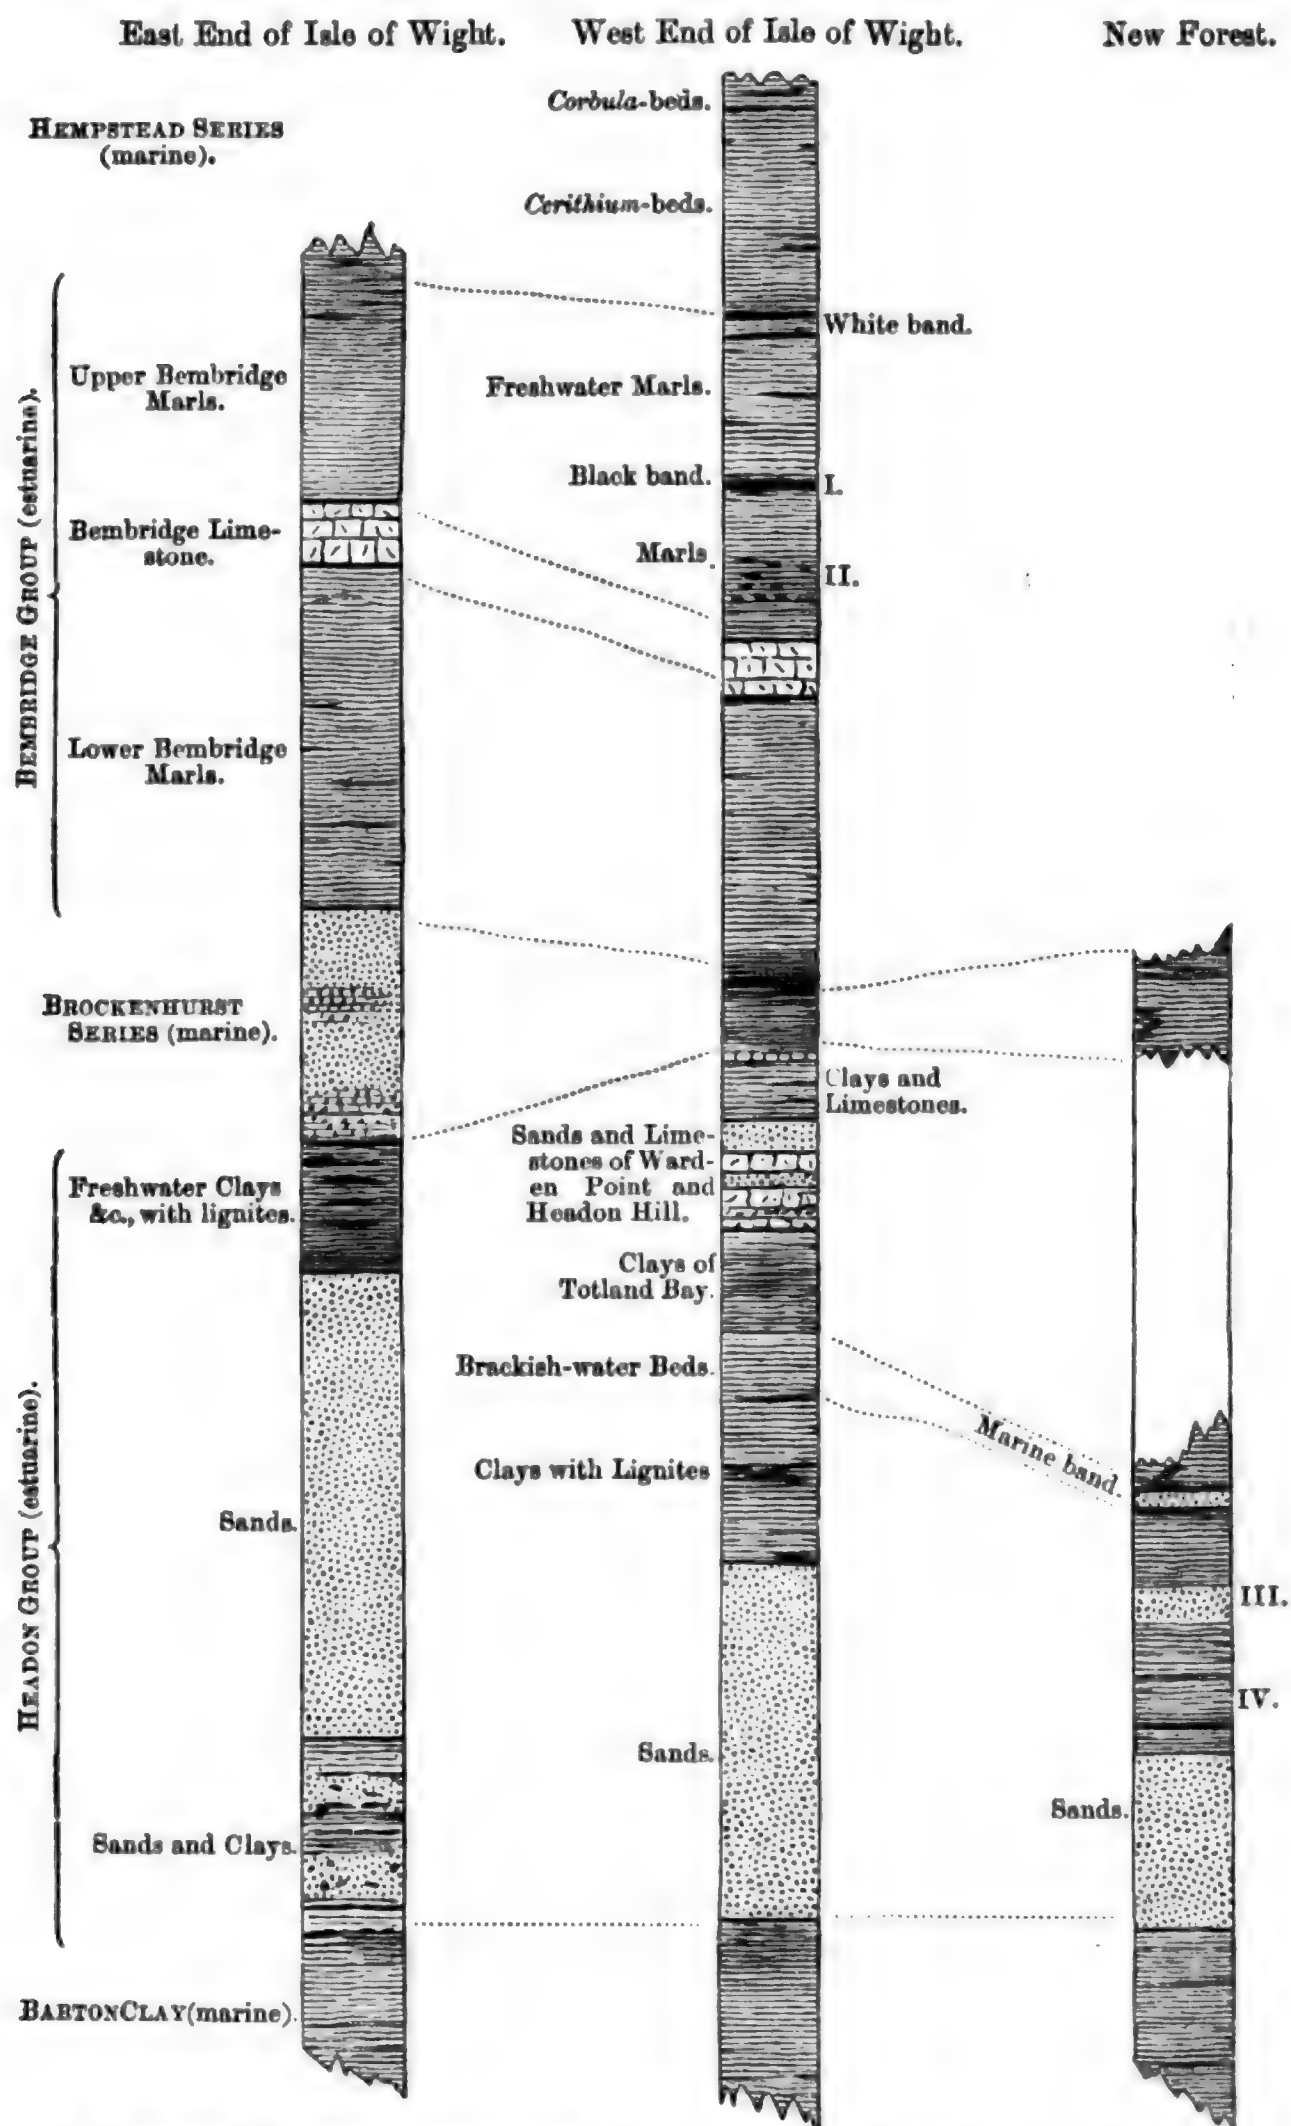 East End of Isle of Wight.
West End of Isle of Wight.
New Forest.
HEMPSTEAD SERIES
(marine).
BEMBRIDGE GROUP (estuarine).
Upper Bembridge
Marls.
Bembridge Lime-
stone.
Lower Bembridge
Marls.
BROCKENHURST
SERIES (marine).
HEADON GROUP (estuarine).
Freshwater Clays
&c., with lignites.
Sands.
Sands and Clays.
BARTON CLAY (marine).
Corbula-beds.
Cerithium-beds.
White band.
Freshwater Marls.
Black band.
I.
Marls.
II.
Clays and
Limestones.
Sands and Lime-
stones of Ward-
en Point and
Headon Hill.
Clays of
Totland Bay.
Brackish-water Beds.
Marine band.
Clays with Lignites
Sands.
III.
IV.
Sands.